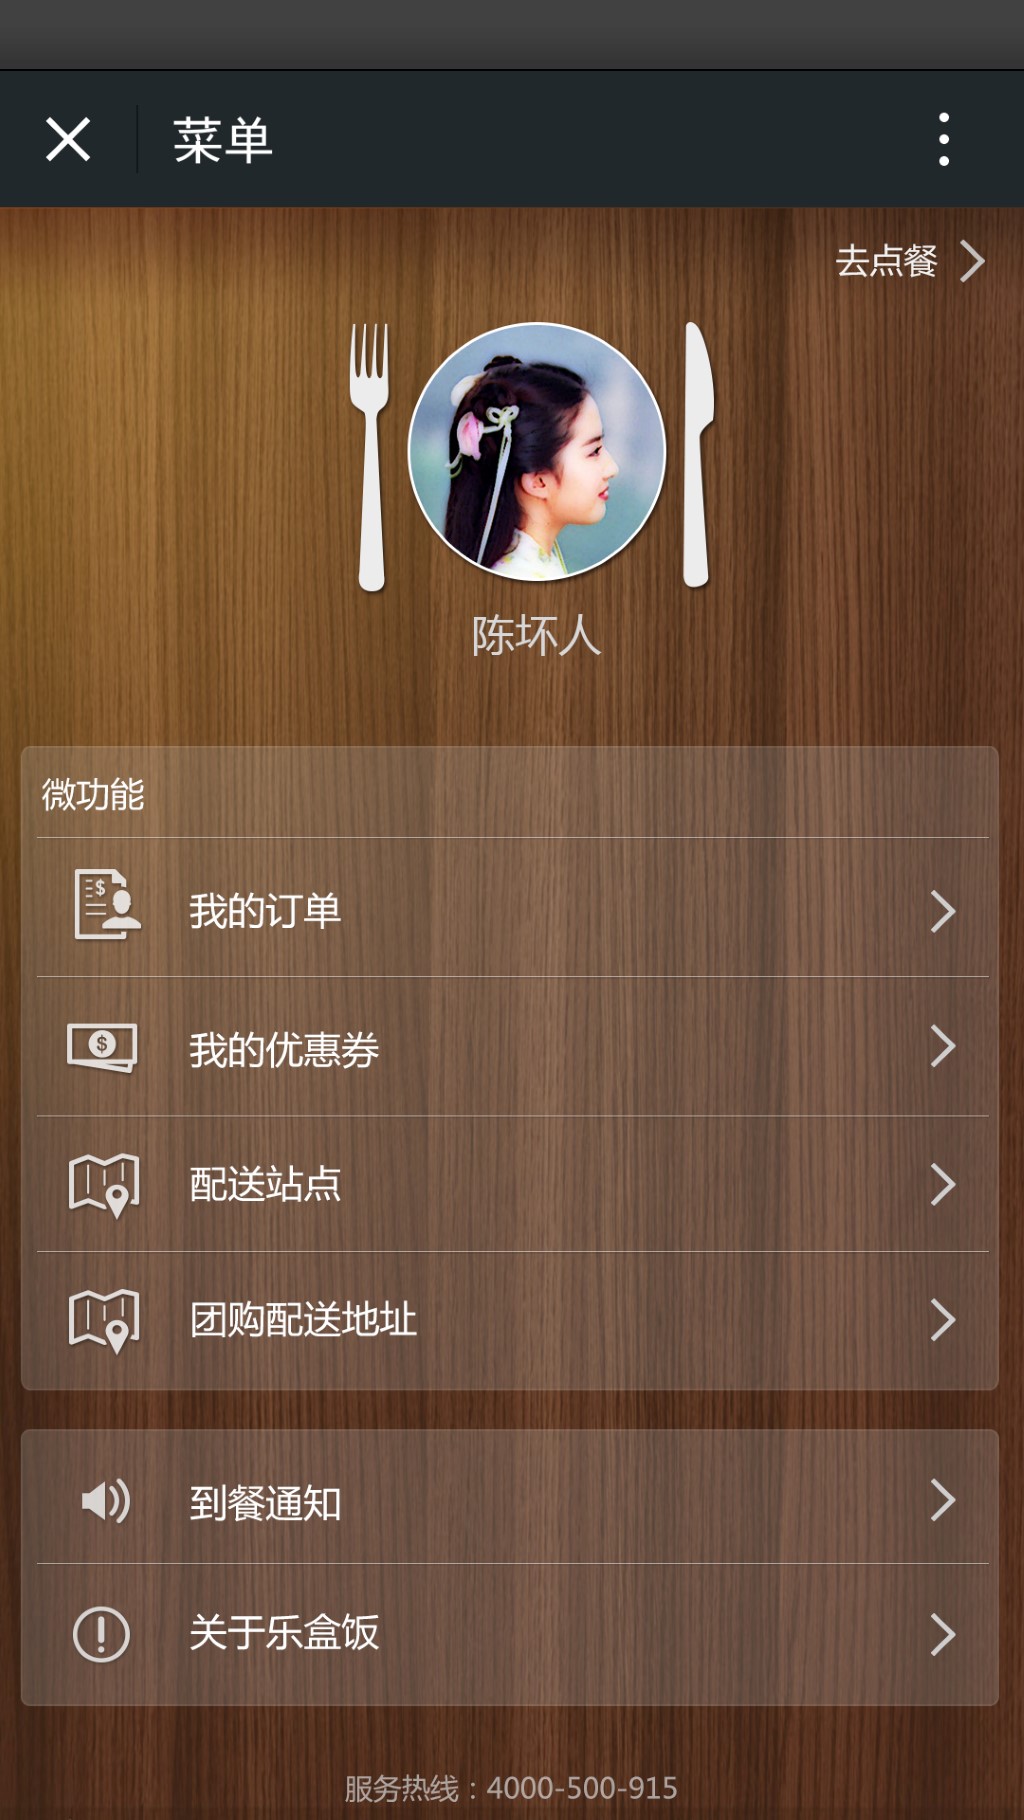 菜单
去点餐
陈坏人
微功能
我的订单
我的优惠券
配送站点
团购配送地址
到餐通知
关于乐盒饭
服务热线：4000-500-915